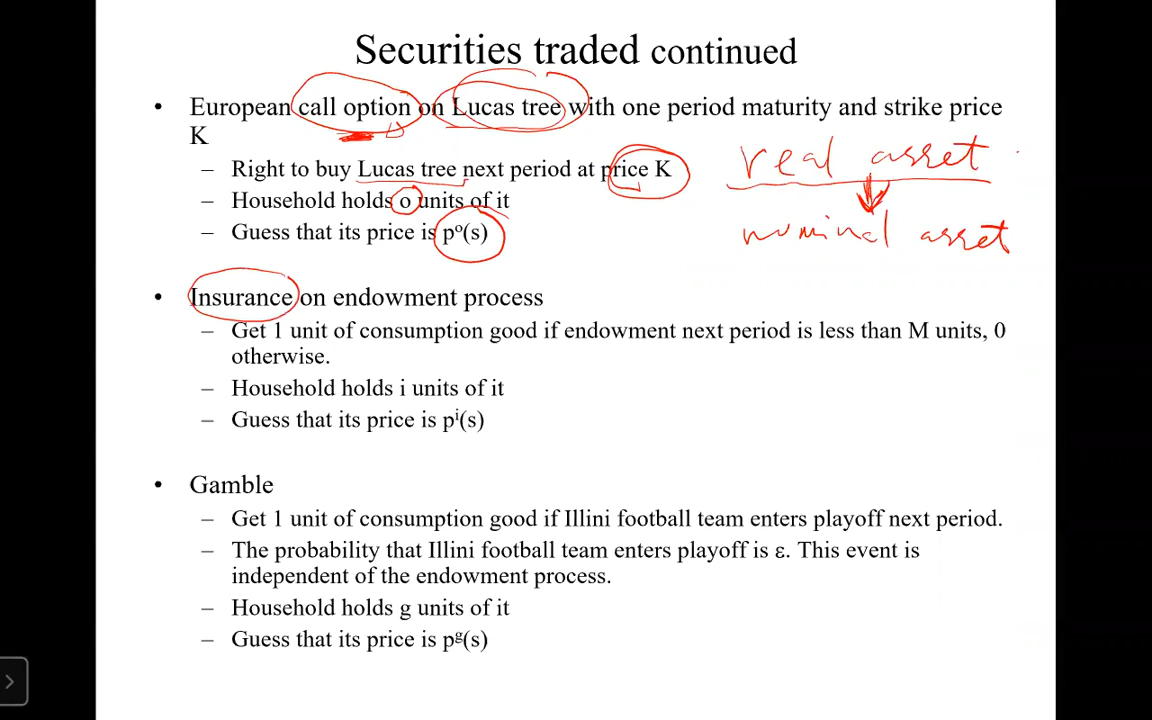 Securities traded continued
• European call option on Lucas tree with one period maturity and strike price
K
– Right to buy Lucas tree next period at price K
real asset
– Household holds o units of it
– Guess that its price is pᵒ(s)
nominal asset
• Insurance on endowment process
– Get 1 unit of consumption good if endowment next period is less than M units, 0
otherwise.
– Household holds i units of it
– Guess that its price is pⁱ(s)
• Gamble
– Get 1 unit of consumption good if Illini football team enters playoff next period.
– The probability that Illini football team enters playoff is ε. This event is
independent of the endowment process.
– Household holds g units of it
– Guess that its price is pᵍ(s)